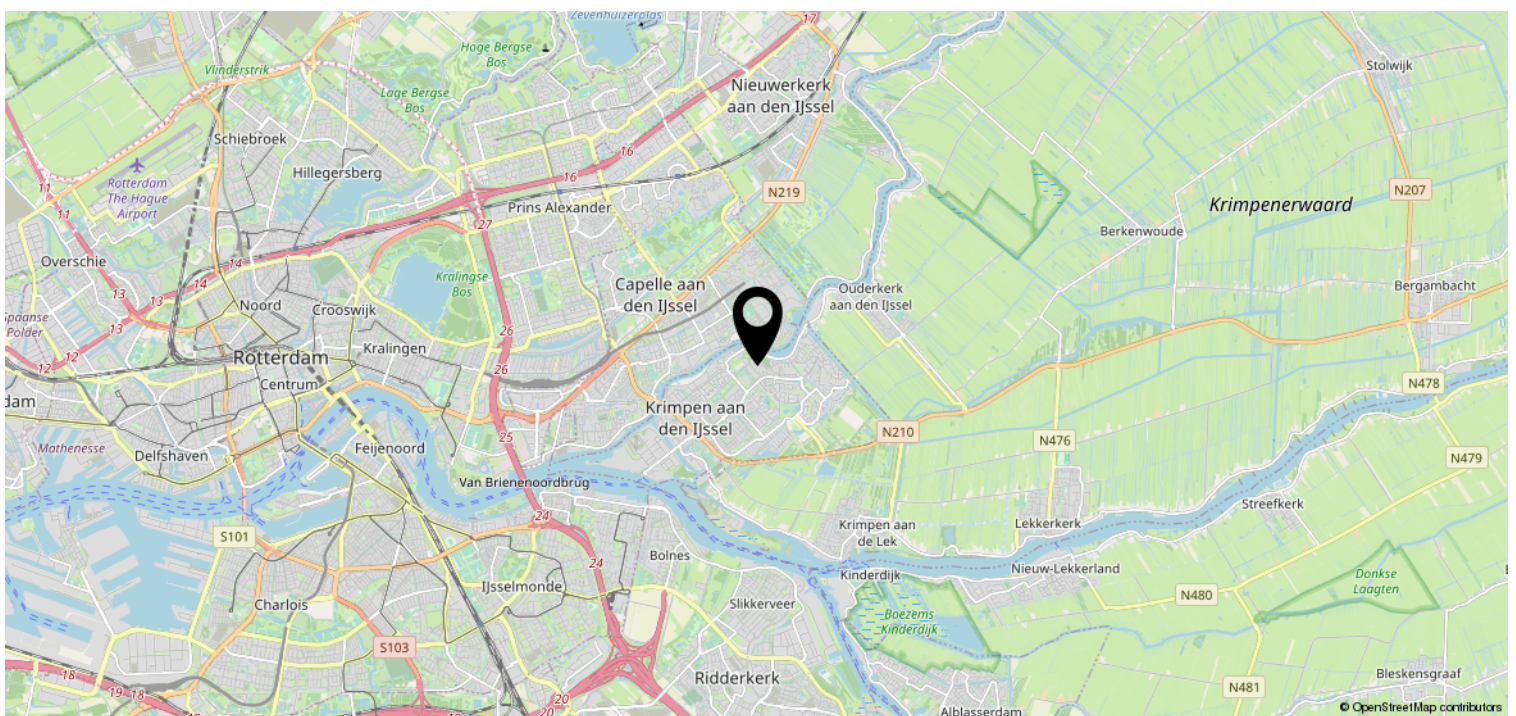 Zevenhuizerplas
17
Hoge Bergse
Bos
Vlinderstrik
Stolwijk
Nieuwerkerk
aan den IJssel
Lage Bergse
Bos
Schiebroek
16
Hillegersberg
16
11
Rotterdam
The Hague
Airport
N219
N207
11
Prins Alexander
Krimpenerwaard
27
Berkenwoude
Overschie
14
14
Kralingse
Bos
Capelle aan
den IJssel
Ouderkerk
aan den IJssel
Bergambacht
13
13
Noord
Crooswijk
Spaanse
Polder
13
26
Kralingen
12
12
Rotterdam
26
Centrum
N478
dam
Krimpen aan
den IJssel
N210
25
N476
Mathenesse
Delfshaven
Feijenoord
N479
Van Brienenoordbrug
Streefkerk
24
Krimpen aan
de Lek
Lekkerkerk
S101
Bolnes
24
Kinderdijk
Nieuw-Lekkerland
IJsselmonde
Donkse
Laagten
N480
Charlois
Slikkerveer
Boezems
Kinderdijk
S103
18
Ridderkerk
Bleskensgraaf
19
18
N481
20
20
Alblasserdam
© OpenStreetMap contributors